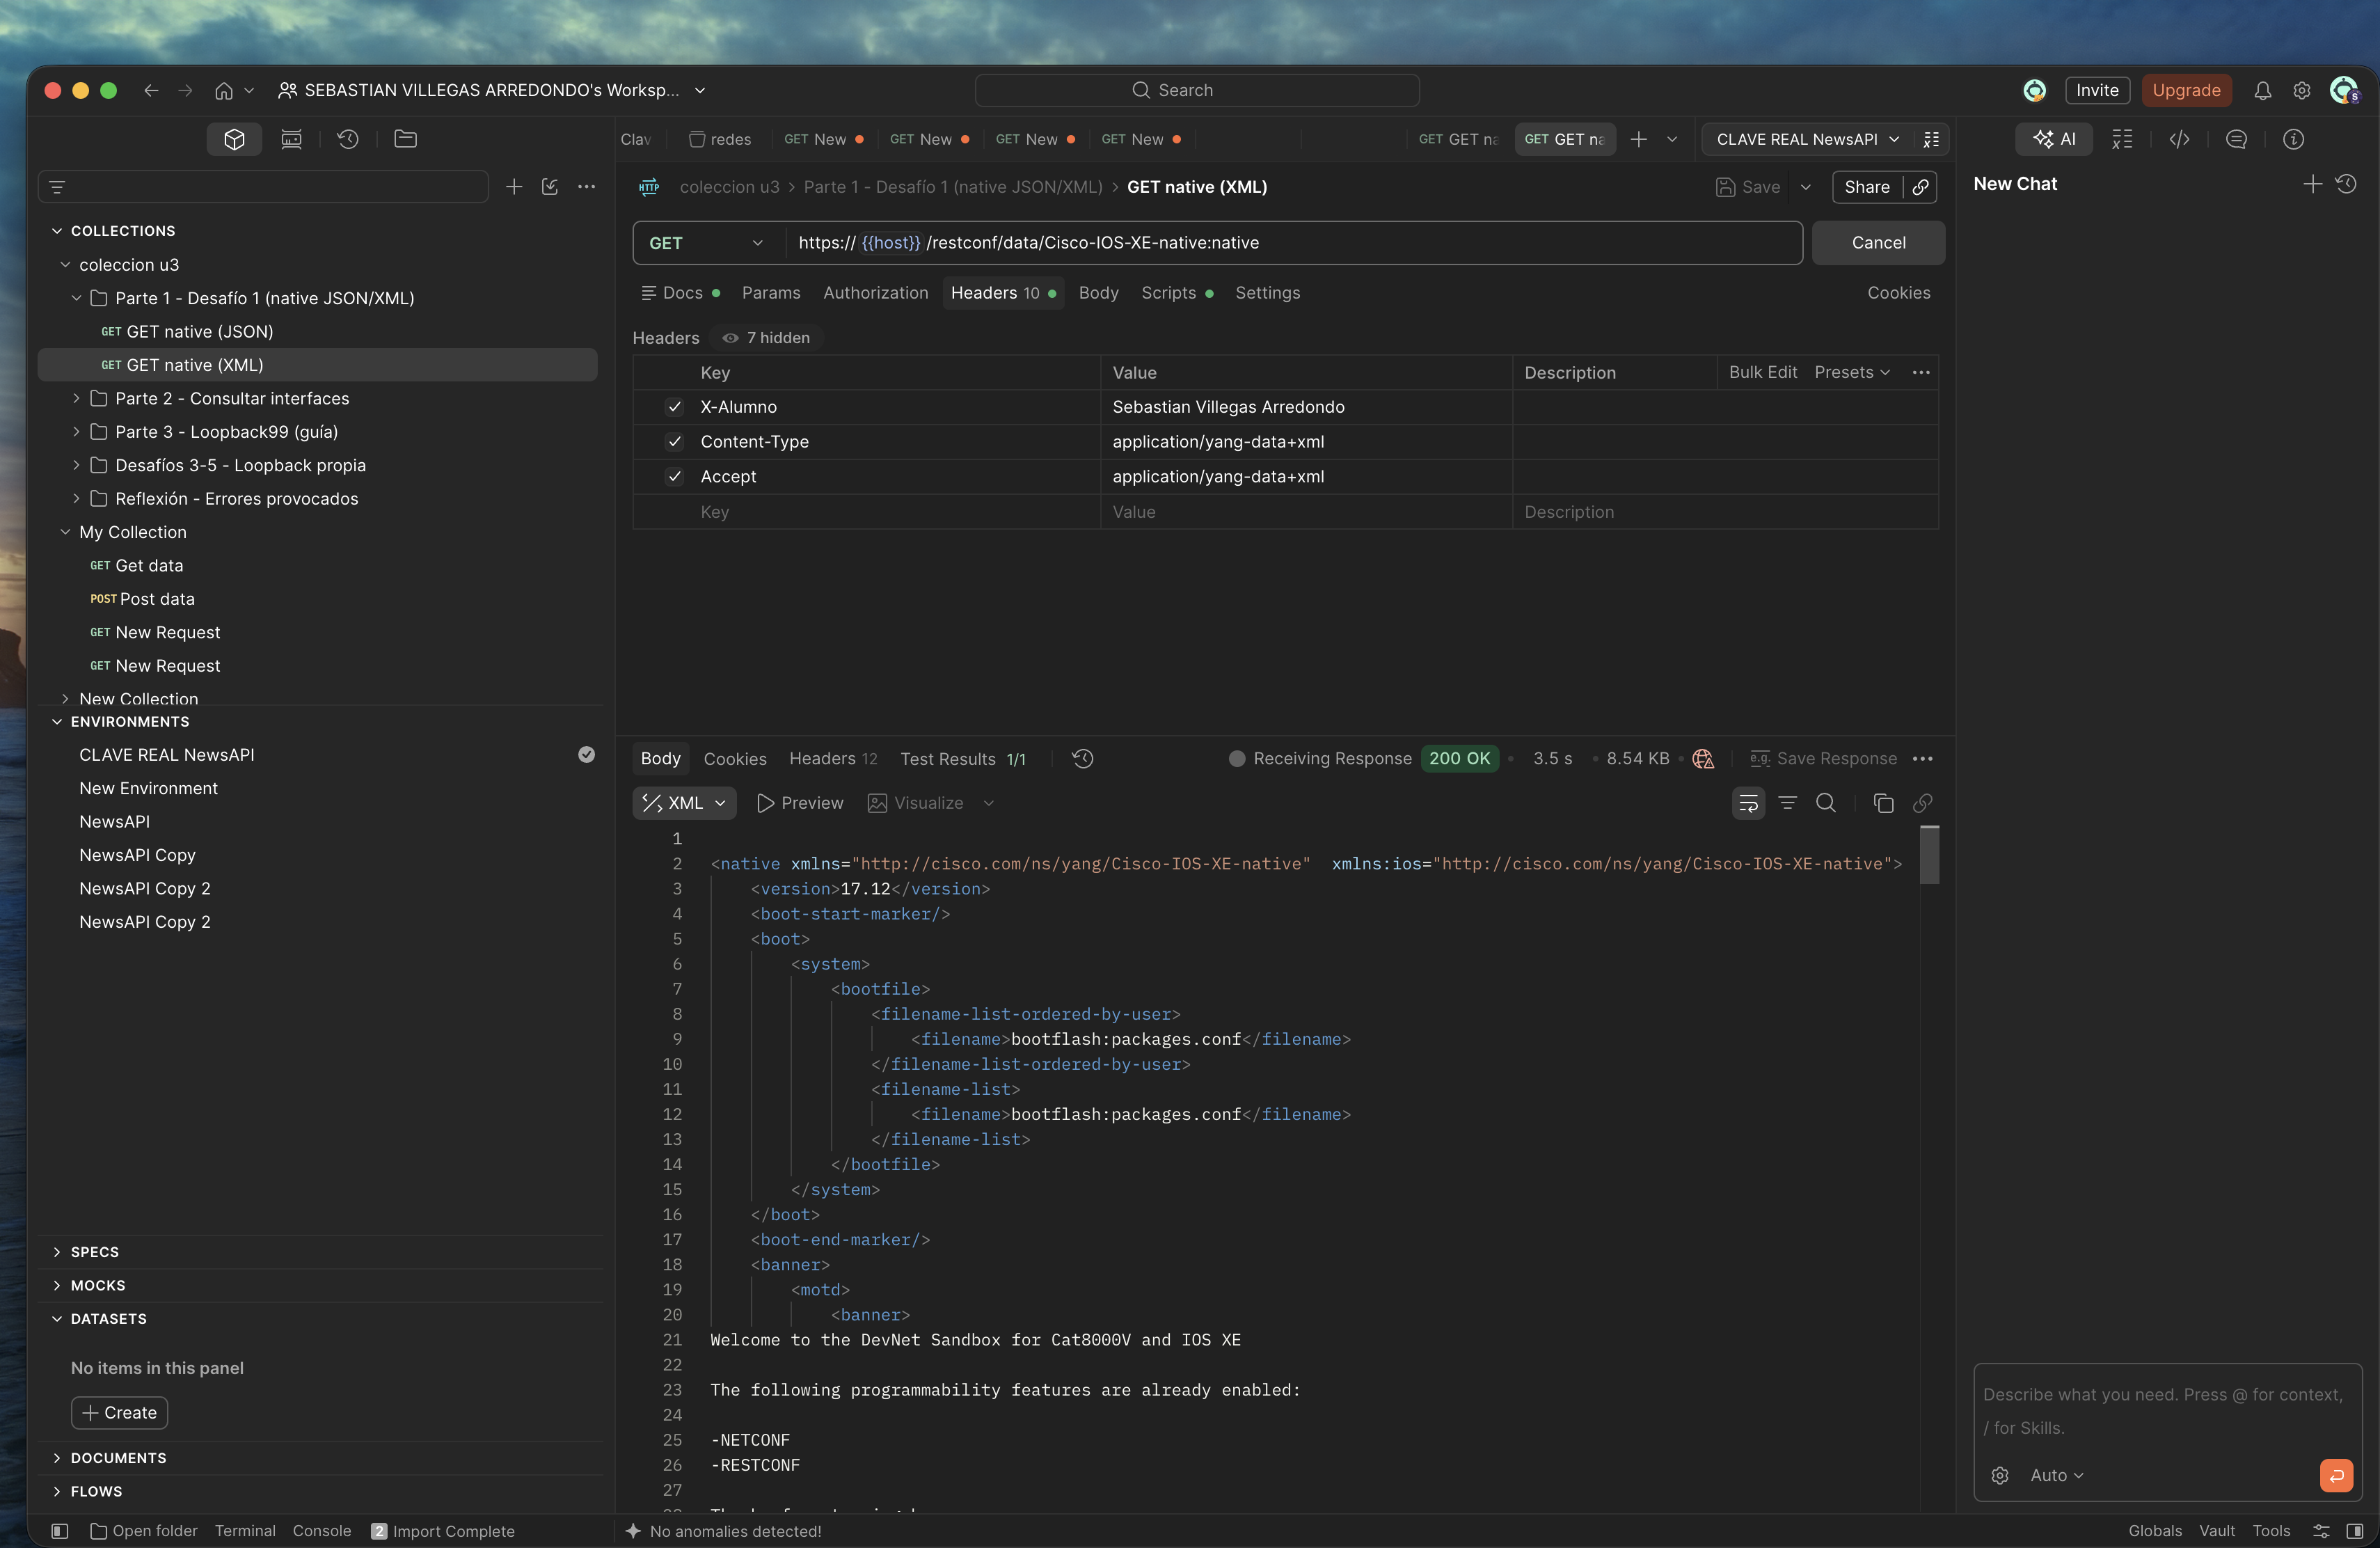 SEBASTIAN VILLEGAS ARREDONDO's Worksp...
Search
Invite
Upgrade
Clav
redes
GET New
GET New
GET New
GET New
GET GET na
GET GET na
CLAVE REAL NewsAPI
AI
COLLECTIONS
coleccion u3
Parte 1 - Desafío 1 (native JSON/XML)
GET GET native (JSON)
GET GET native (XML)
Parte 2 - Consultar interfaces
Parte 3 - Loopback99 (guía)
Desafíos 3-5 - Loopback propia
Reflexión - Errores provocados
My Collection
GET Get data
POST Post data
GET New Request
GET New Request
New Collection
ENVIRONMENTS
CLAVE REAL NewsAPI
New Environment
NewsAPI
NewsAPI Copy
NewsAPI Copy 2
NewsAPI Copy 2
SPECS
MOCKS
DATASETS
No items in this panel
Create
DOCUMENTS
FLOWS
HTTP coleccion u3 > Parte 1 - Desafío 1 (native JSON/XML) > GET native (XML)
Save
Share
GET
https://{{host}}/restconf/data/Cisco-IOS-XE-native:native
Cancel
Docs Params Authorization Headers 10 Body Scripts Settings
Cookies
Headers 7 hidden
Key Value Description Bulk Edit Presets
X-Alumno Sebastian Villegas Arredondo
Content-Type application/yang-data+xml
Accept application/yang-data+xml
Key Value Description
Body Cookies Headers 12 Test Results 1/1
Receiving Response 200 OK 3.5 s 8.54 KB e.g. Save Response
XML Preview Visualize
1
2 <native xmlns="http://cisco.com/ns/yang/Cisco-IOS-XE-native"  xmlns:ios="http://cisco.com/ns/yang/Cisco-IOS-XE-native">
3 <version>17.12</version>
4 <boot-start-marker/>
5 <boot>
6 <system>
7 <bootfile>
8 <filename-list-ordered-by-user>
9 <filename>bootflash:packages.conf</filename>
10 </filename-list-ordered-by-user>
11 <filename-list>
12 <filename>bootflash:packages.conf</filename>
13 </filename-list>
14 </bootfile>
15 </system>
16 </boot>
17 <boot-end-marker/>
18 <banner>
19 <motd>
20 <banner>
21 Welcome to the DevNet Sandbox for Cat8000V and IOS XE
22
23 The following programmability features are already enabled:
24
25 -NETCONF
26 -RESTCONF
27
New Chat
Describe what you need. Press @ for context,
/ for Skills.
Auto
Open folder Terminal Console 2 Import Complete
No anomalies detected!
Globals Vault Tools